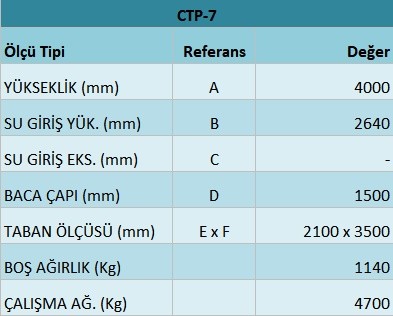 CTP-7
Ölçü Tipi Referans Değer
YÜKSEKLİK (mm) A 4000
SU GİRİŞ YÜK. (mm) B 2640
SU GİRİŞ EKS. (mm) C -
BACA ÇAPI (mm) D 1500
TABAN ÖLÇÜSÜ (mm) E x F 2100 x 3500
BOŞ AĞIRLIK (Kg) 1140
ÇALIŞMA AĞ. (Kg) 4700